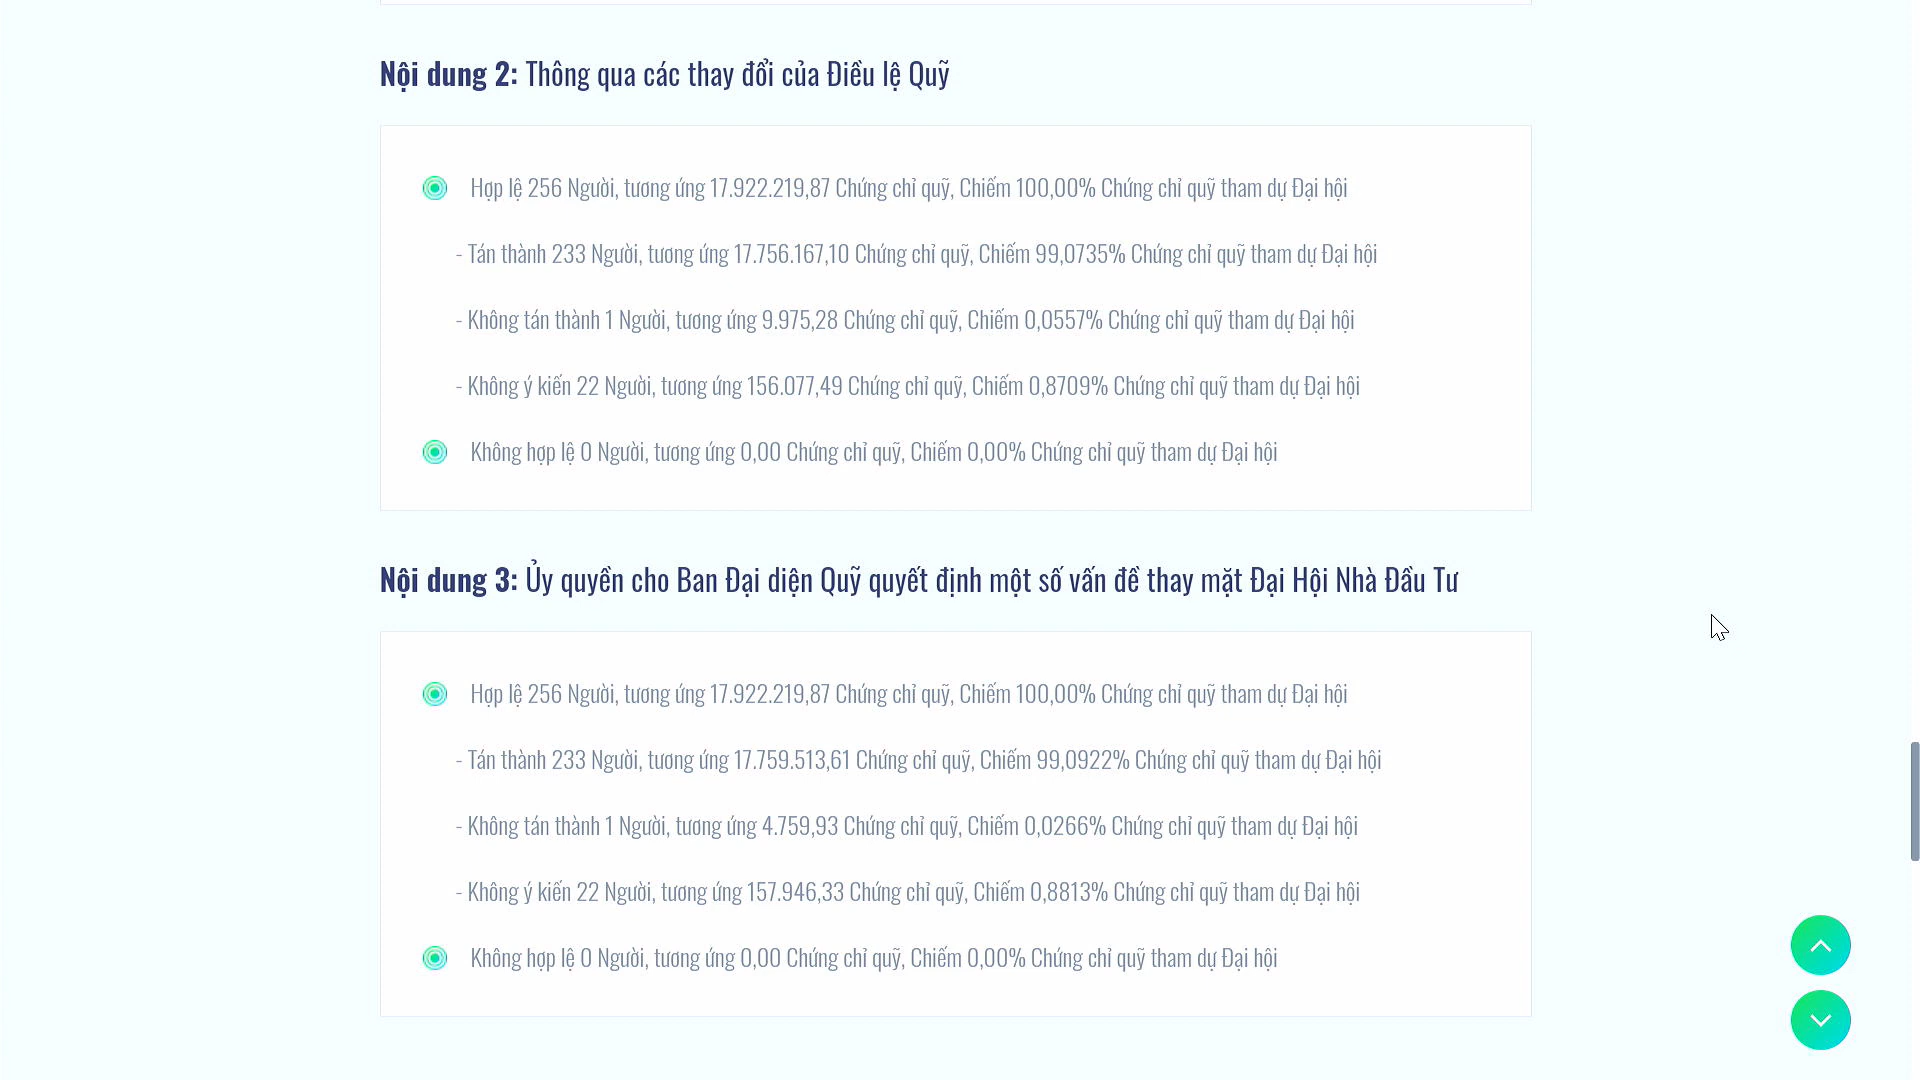 Nội dung 2: Thông qua các thay đổi của Điều lệ Quỹ
Hợp lệ 256 Người, tương ứng 17.922.219,87 Chứng chỉ quỹ, Chiếm 100,00% Chứng chỉ quỹ tham dự Đại hội
- Tán thành 233 Người, tương ứng 17.756.167,10 Chứng chỉ quỹ, Chiếm 99,0735% Chứng chỉ quỹ tham dự Đại hội
- Không tán thành 1 Người, tương ứng 9.975,28 Chứng chỉ quỹ, Chiếm 0,0557% Chứng chỉ quỹ tham dự Đại hội
- Không ý kiến 22 Người, tương ứng 156.077,49 Chứng chỉ quỹ, Chiếm 0,8709% Chứng chỉ quỹ tham dự Đại hội
Không hợp lệ 0 Người, tương ứng 0,00 Chứng chỉ quỹ, Chiếm 0,00% Chứng chỉ quỹ tham dự Đại hội
Nội dung 3: Ủy quyền cho Ban Đại diện Quỹ quyết định một số vấn đề thay mặt Đại Hội Nhà Đầu Tư
Hợp lệ 256 Người, tương ứng 17.922.219,87 Chứng chỉ quỹ, Chiếm 100,00% Chứng chỉ quỹ tham dự Đại hội
- Tán thành 233 Người, tương ứng 17.759.513,61 Chứng chỉ quỹ, Chiếm 99,0922% Chứng chỉ quỹ tham dự Đại hội
- Không tán thành 1 Người, tương ứng 4.759,93 Chứng chỉ quỹ, Chiếm 0,0266% Chứng chỉ quỹ tham dự Đại hội
- Không ý kiến 22 Người, tương ứng 157.946,33 Chứng chỉ quỹ, Chiếm 0,8813% Chứng chỉ quỹ tham dự Đại hội
Không hợp lệ 0 Người, tương ứng 0,00 Chứng chỉ quỹ, Chiếm 0,00% Chứng chỉ quỹ tham dự Đại hội